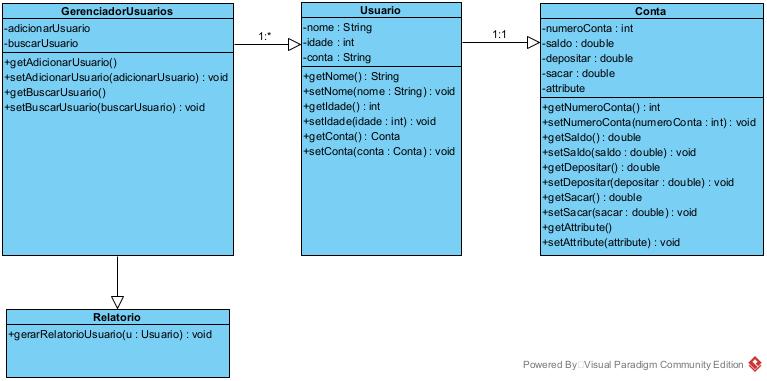 GerenciadorUsuarios
-adicionarUsuario
-buscarUsuario
+getAdicionarUsuario()
+setAdicionarUsuario(adicionarUsuario) : void
+getBuscarUsuario()
+setBuscarUsuario(buscarUsuario) : void
1:*
Usuario
-nome : String
-idade : int
-conta : String
+getNome() : String
+setNome(nome : String) : void
+getIdade() : int
+setIdade(idade : int) : void
+getConta() : Conta
+setConta(conta : Conta) : void
1:1
Conta
-numeroConta : int
-saldo : double
-depositar : double
-sacar : double
-attribute
+getNumeroConta() : int
+setNumeroConta(numeroConta : int) : void
+getSaldo() : double
+setSaldo(saldo : double) : void
+getDepositar() : double
+setDepositar(depositar : double) : void
+getSacar() : double
+setSacar(sacar : double) : void
+getAttribute()
+setAttribute(attribute) : void
Relatorio
+gerarRelatorioUsuario(u : Usuario) : void
Powered By Visual Paradigm Community Edition